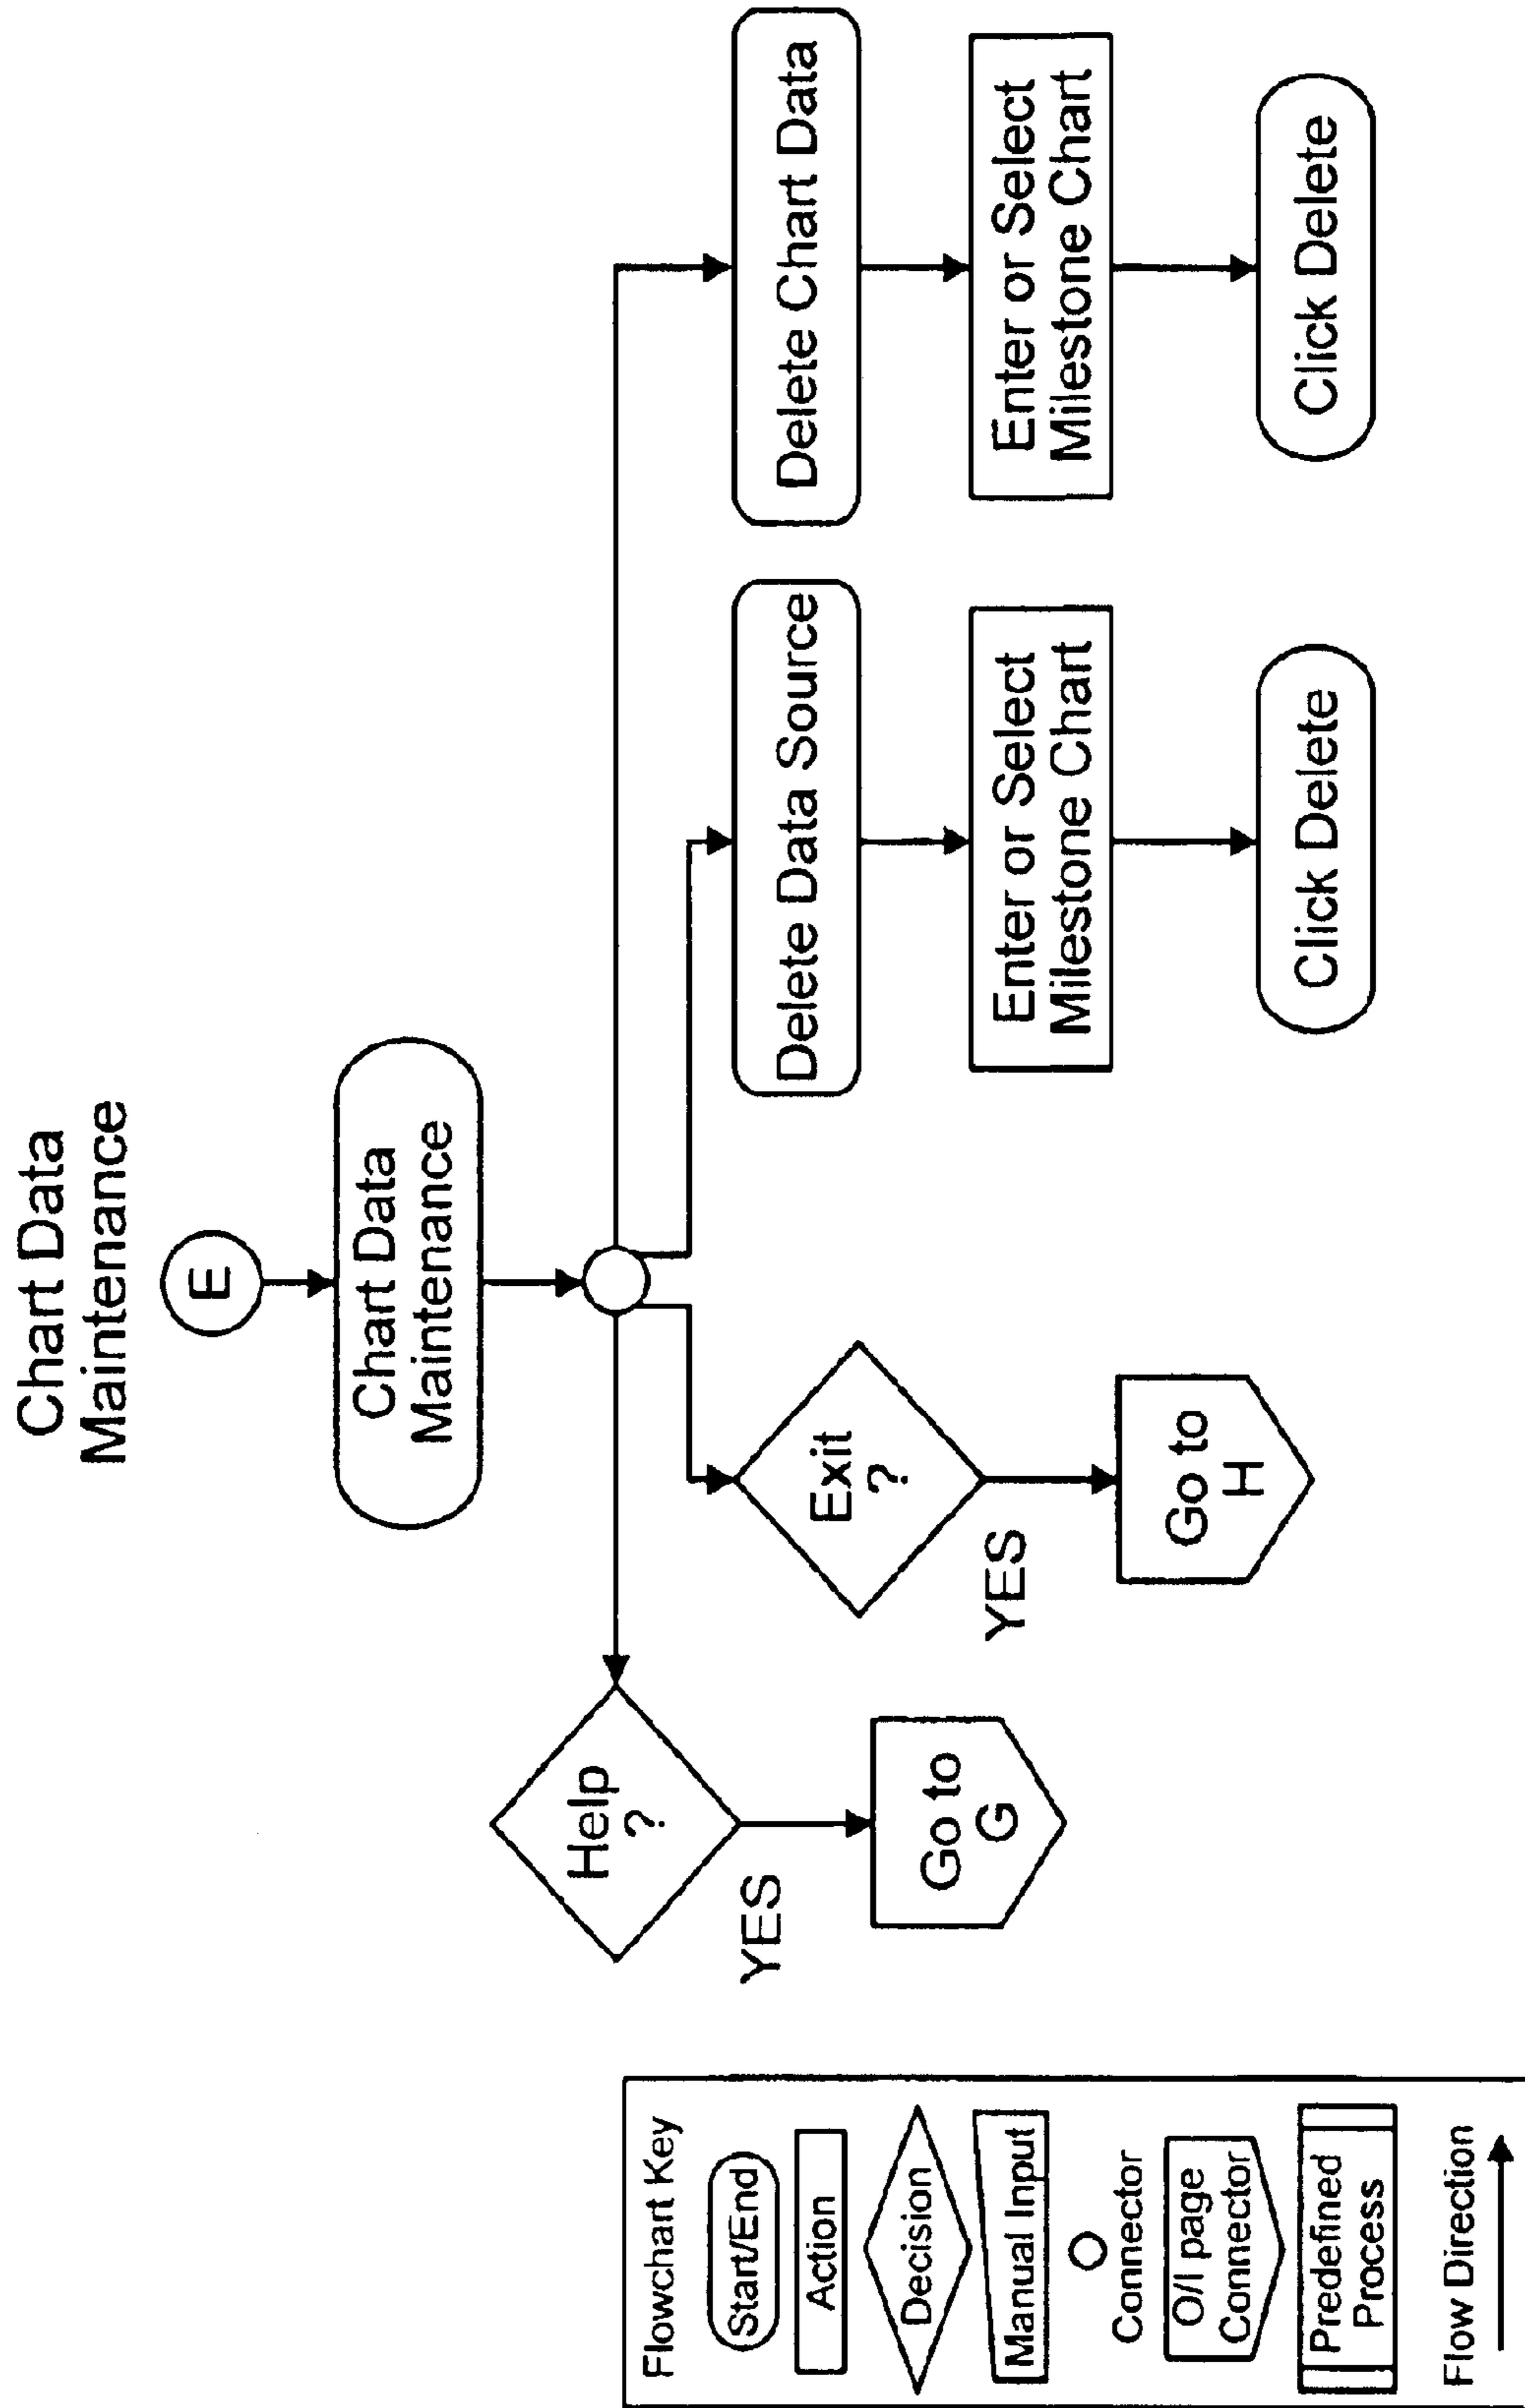 Chart Data
Maintenance
E
Chart Data
Maintenance
Help
?
YES
Go to
G
Exit
?
YES
Go to
H
Delete Data Source
Enter or Select
Milestone Chart
Click Delete
Delete Chart Data
Enter or Select
Milestone Chart
Click Delete
Flowchart Key
Start/End
Action
Decision
Manual Input
Connector
O/I page
Connector
Predefined
Process
Flow Direction